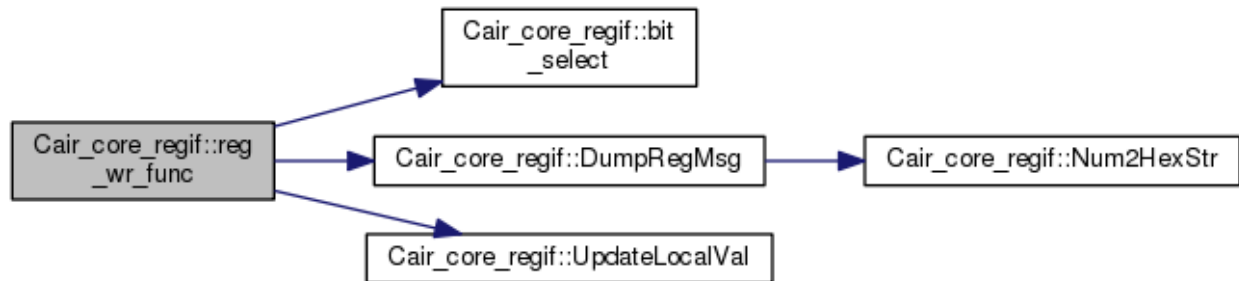 Cair_core_regif::bit
_select
Cair_core_regif::reg
_wr_func
Cair_core_regif::DumpRegMsg
Cair_core_regif::Num2HexStr
Cair_core_regif::UpdateLocalVal